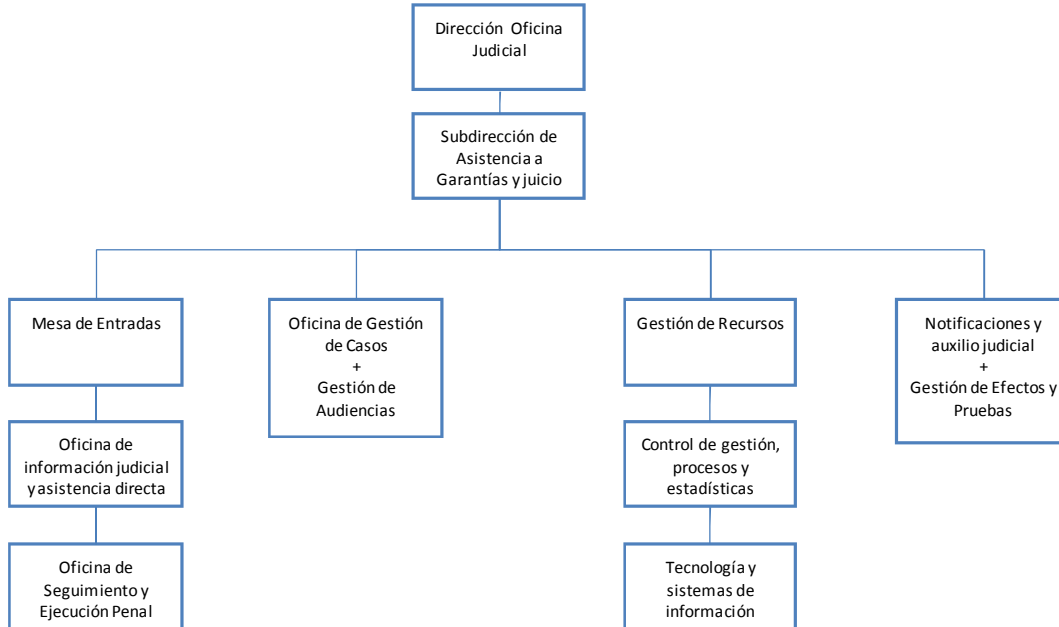 Dirección Oficina
Judicial
Subdirección de
Asistencia a
Garantías y juicio
Mesa de Entradas
Oficina de Gestión
de Casos
+
Gestión de
Audiencias
Gestión de Recursos
Notificaciones y
auxilio judicial
+
Gestión de Efectos y
Pruebas
Oficina de
información judicial
y asistencia directa
Control de gestión,
procesos y
estadísticas
Oficina de
Seguimiento y
Ejecución Penal
Tecnología y
sistemas de
información